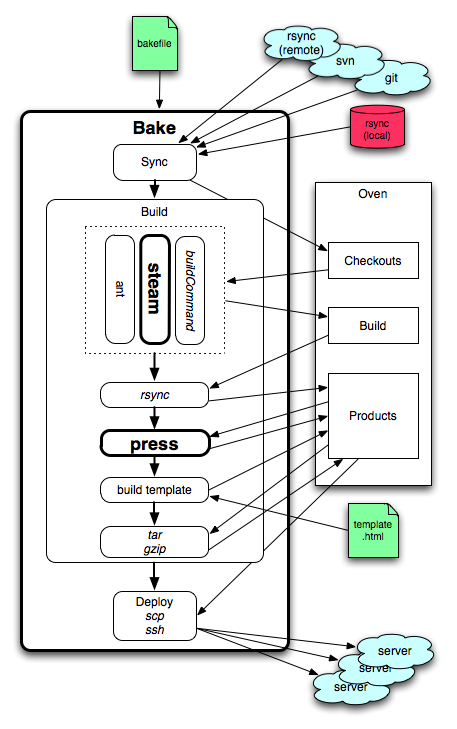 bakefile
rsync
(remote)
svn
git
rsync
(local)
Bake
Sync
Oven
Build
ant
steam
buildCommand
Checkouts
Build
rsync
Products
press
build template
template
.html
tar
gzip
Deploy
scp
ssh
server
server
server